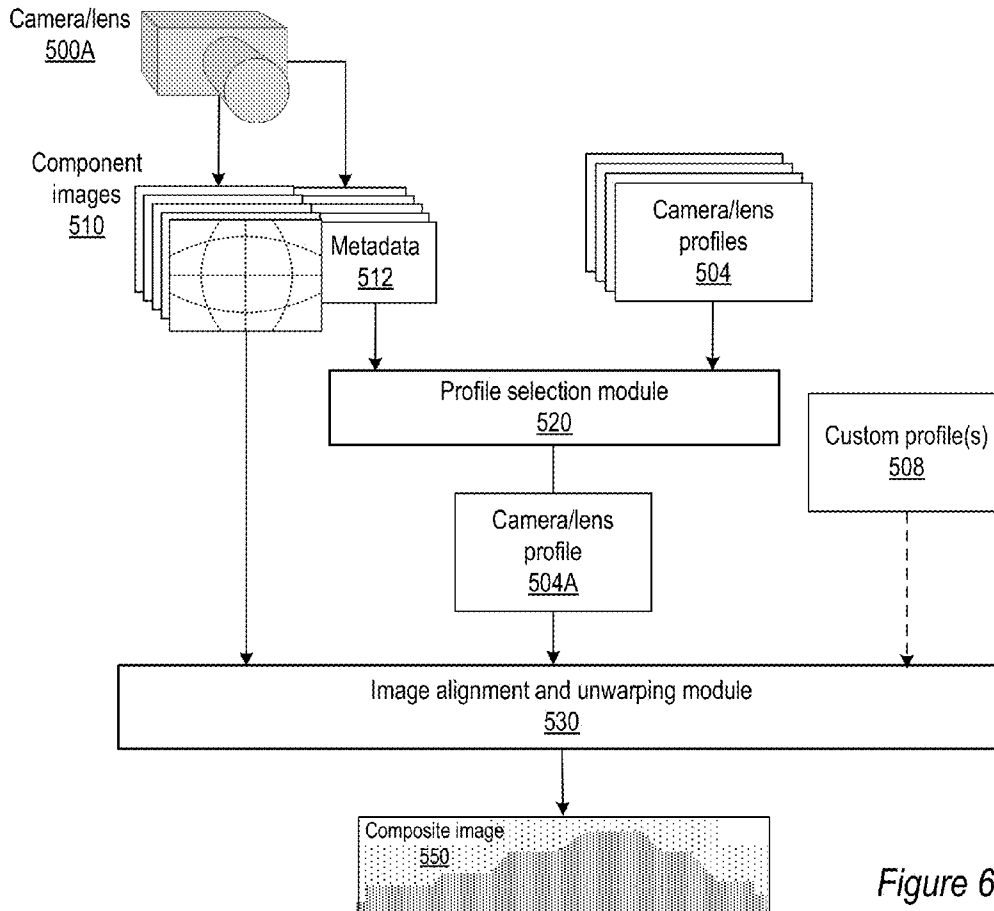 Camera/lens
500A
Component
images
510
Metadata
512
Camera/lens
profiles
504
Profile selection module
520
Custom profile(s)
508
Camera/lens
profile
504A
Image alignment and unwarping module
530
Composite image
550
Figure 6